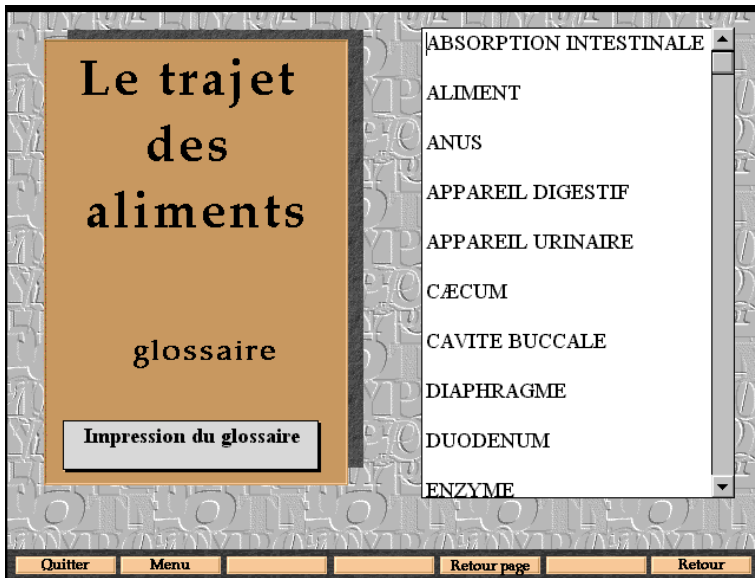 Le trajet
des
aliments
glossaire
Impression du glossaire
ABSORPTION INTESTINALE
ALIMENT
ANUS
APPAREIL DIGESTIF
APPAREIL URINAIRE
CÆCUM
CAVITE BUCCALE
DIAPHRAGME
DUODENUM
ENZYME
Quitter
Menu
Retour page
Retour